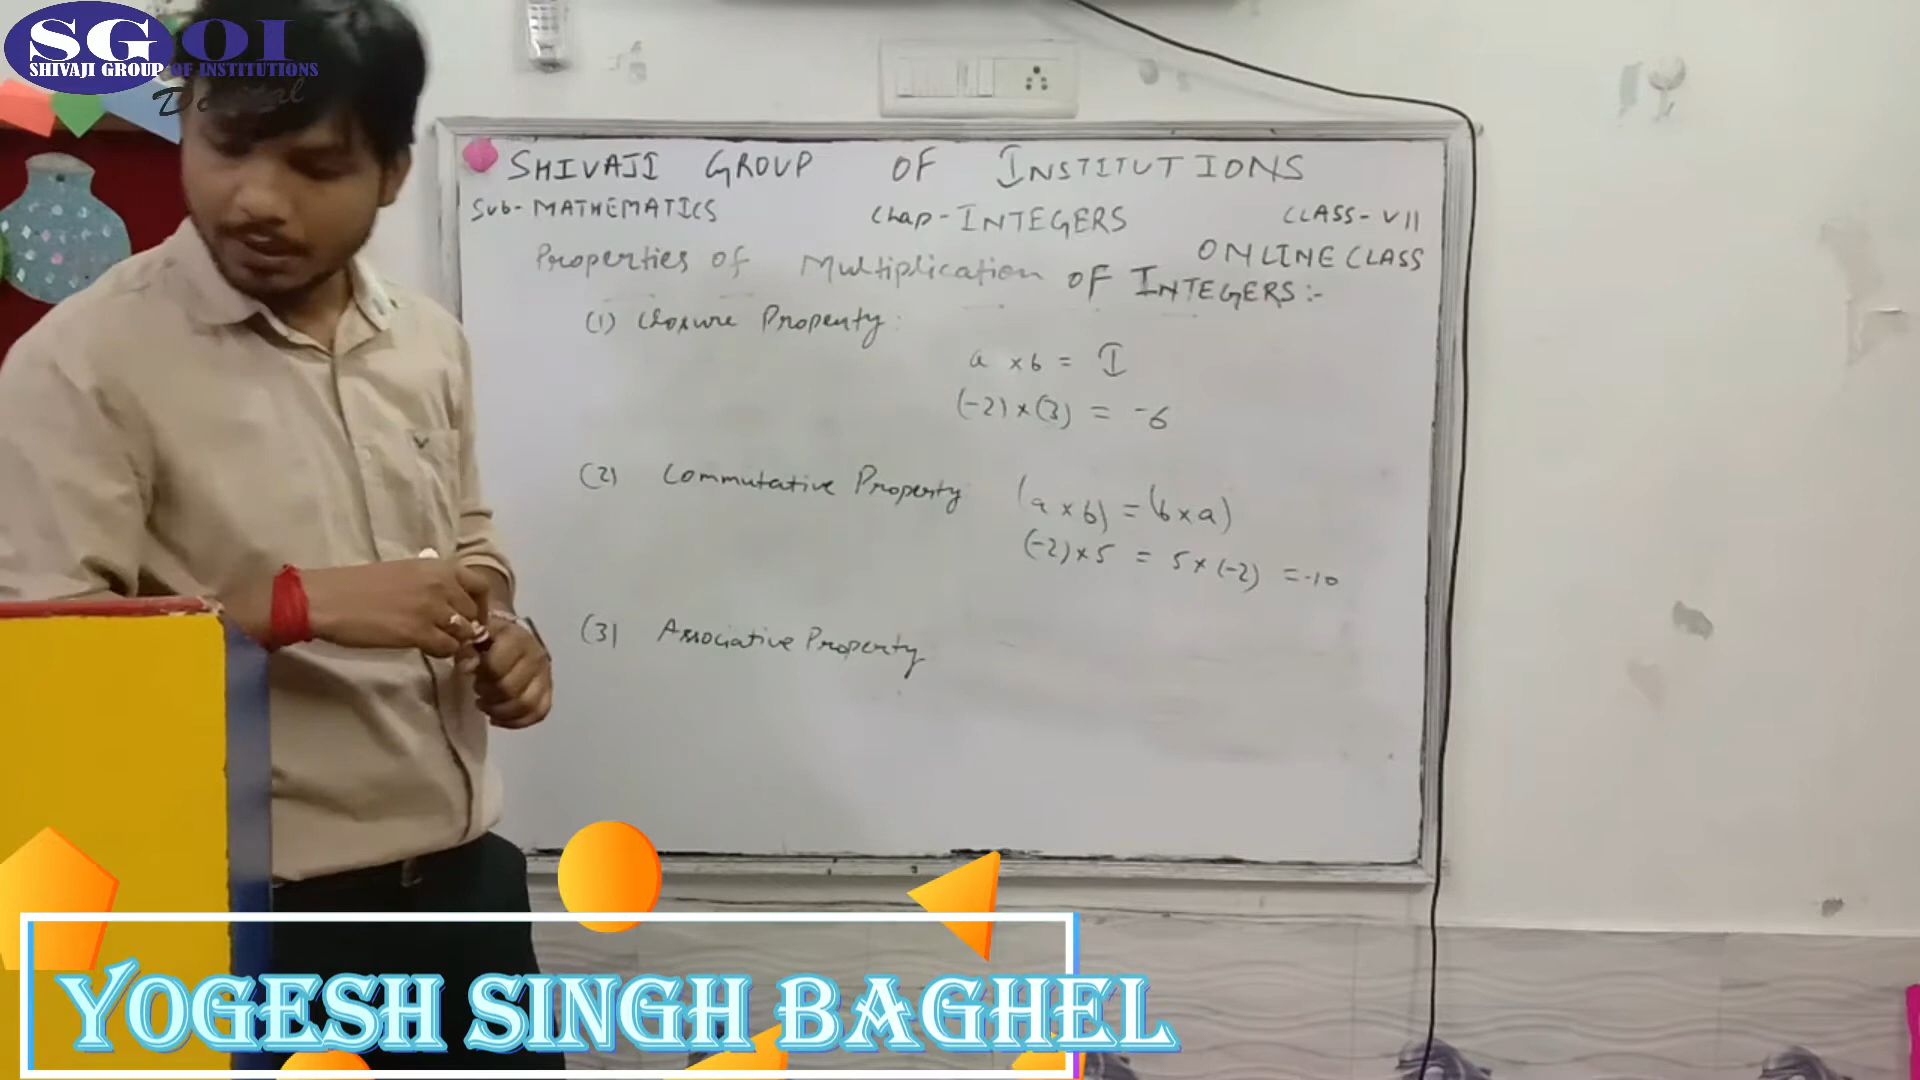 SGOI
SHIVAJI GROUP OF INSTITUTIONS
Digital
SHIVAJI GROUP OF INSTITUTIONS
Sub- MATHEMATICS Chap- INTEGERS CLASS- VII
ONLINE CLASS
Properties of Multiplication OF INTEGERS :-
(1) Closure Property :
a × b = I
(-2) × (3) = -6
(2) Commutative Property (a × b) = (b × a)
(-2) × 5 = 5 × (-2) = -10
(3) Associative Property
YOGESH SINGH BAGHEL